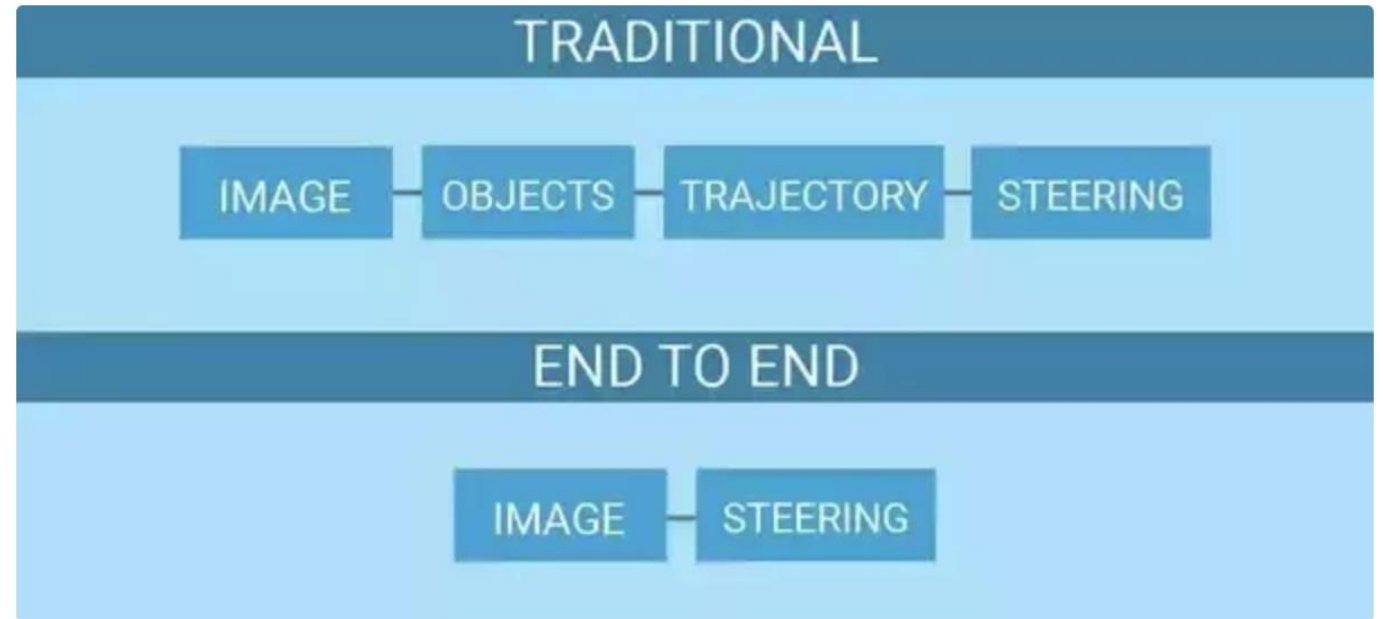 TRADITIONAL
IMAGE OBJECTS TRAJECTORY STEERING
END TO END
IMAGE STEERING